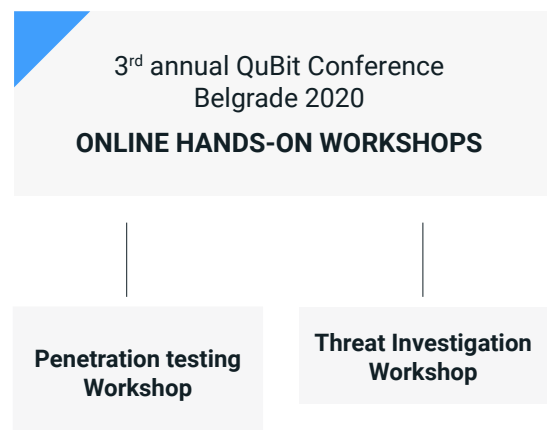 3rd annual QuBit Conference
Belgrade 2020
ONLINE HANDS-ON WORKSHOPS
Penetration testing
Workshop
Threat Investigation
Workshop